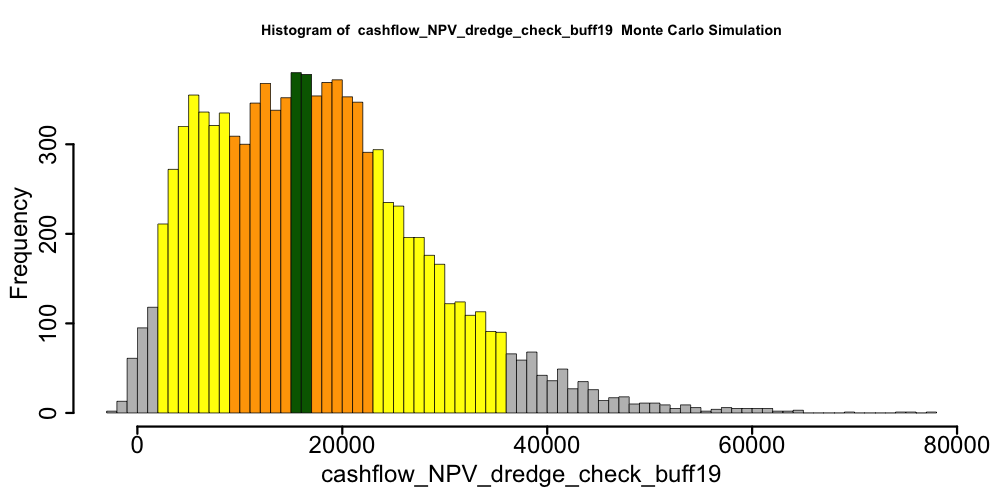 Histogram of  cashflow_NPV_dredge_check_buff19  Monte Carlo Simulation
Frequency
300
200
100
0
0 20000 40000 60000 80000
cashflow_NPV_dredge_check_buff19